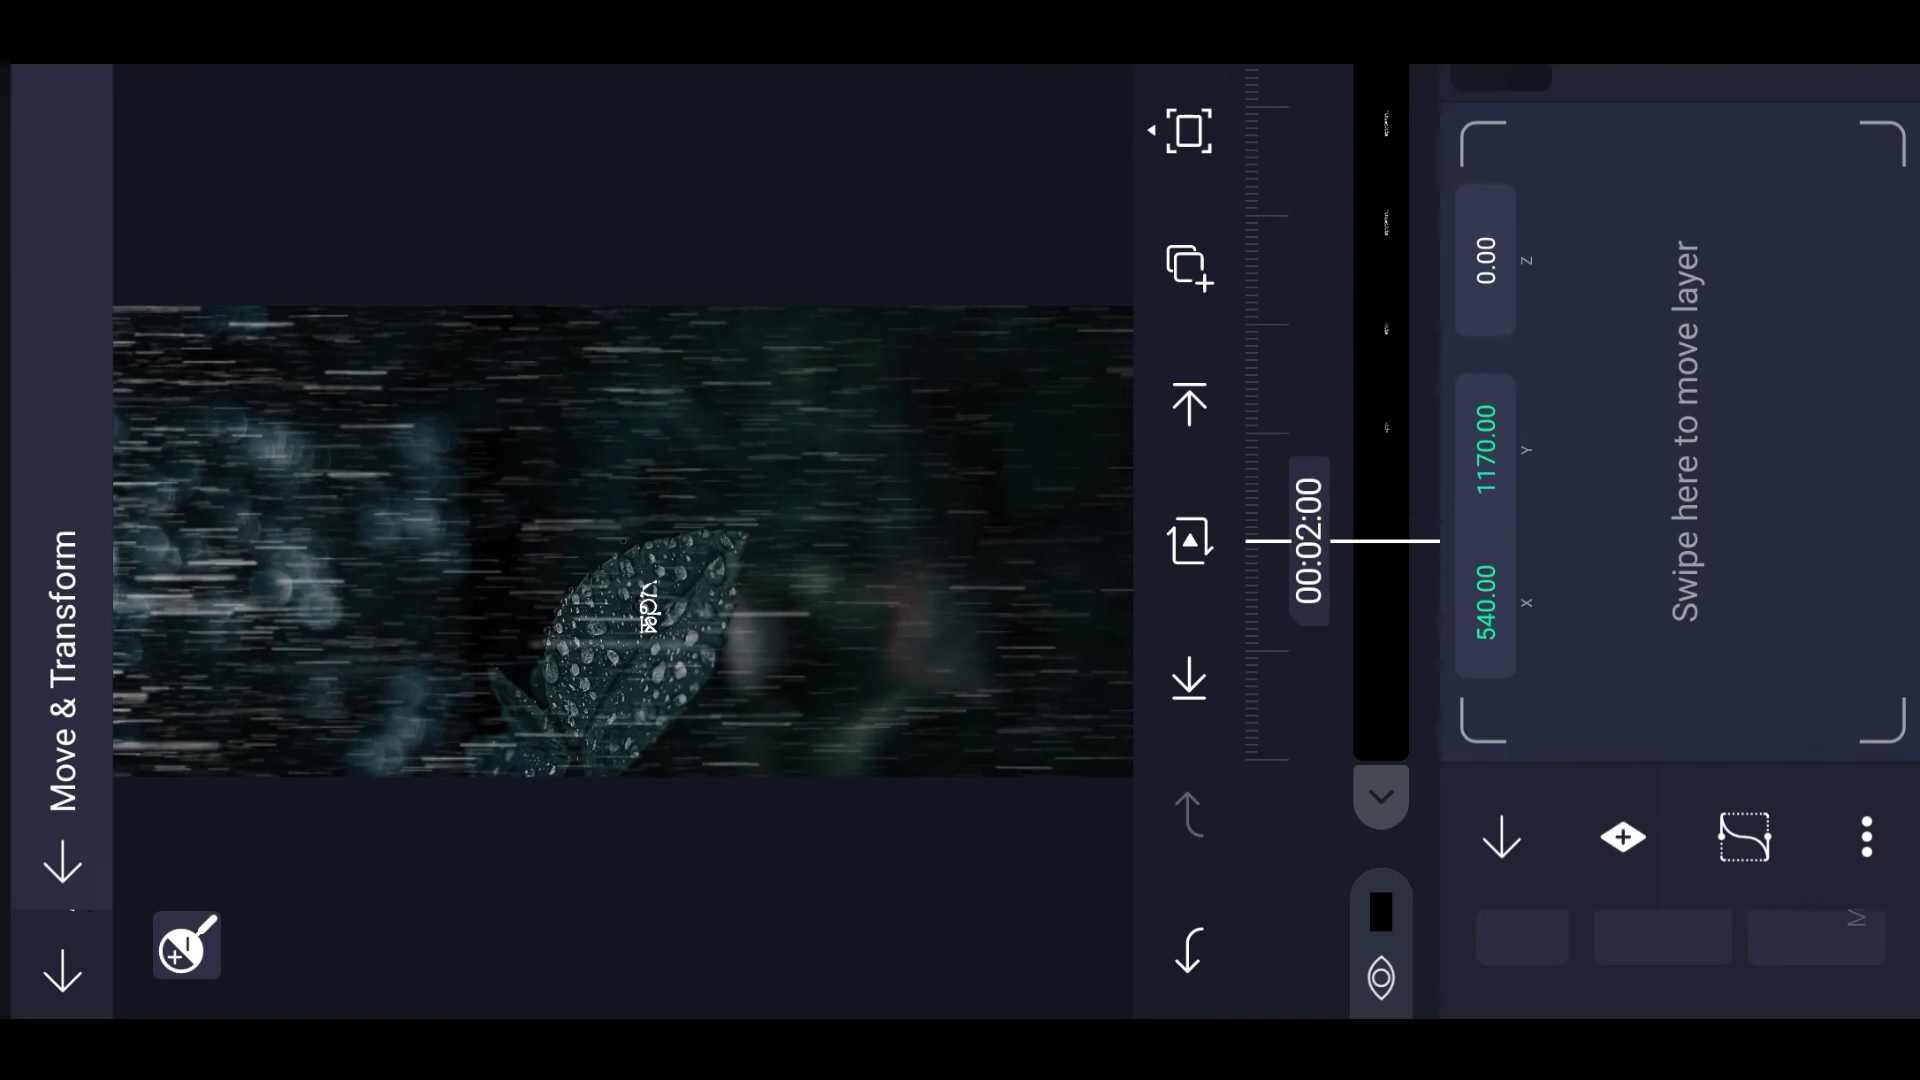 Move & Transform
00:02:00
540.00 1170.00 0.00
X Y Z
Swipe here to move layer
M